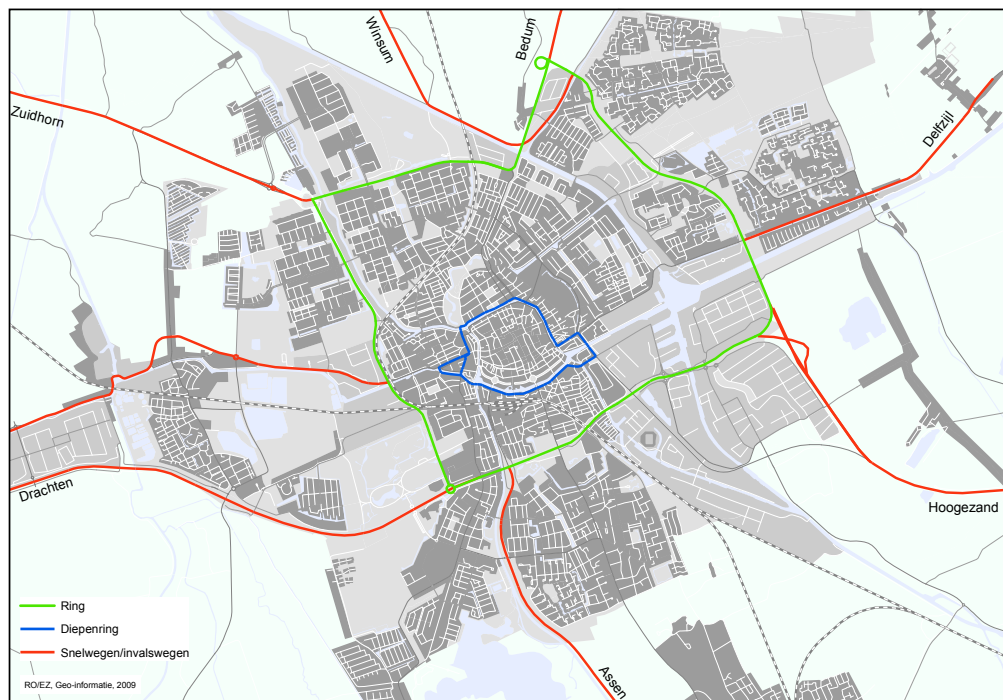 Winsum
Bedum
Zuidhorn
Delfzijl
Drachten
Hoogezand
Assen
Ring
Diepenring
Snelwegen/invalswegen
RO/EZ, Geo-informatie, 2009